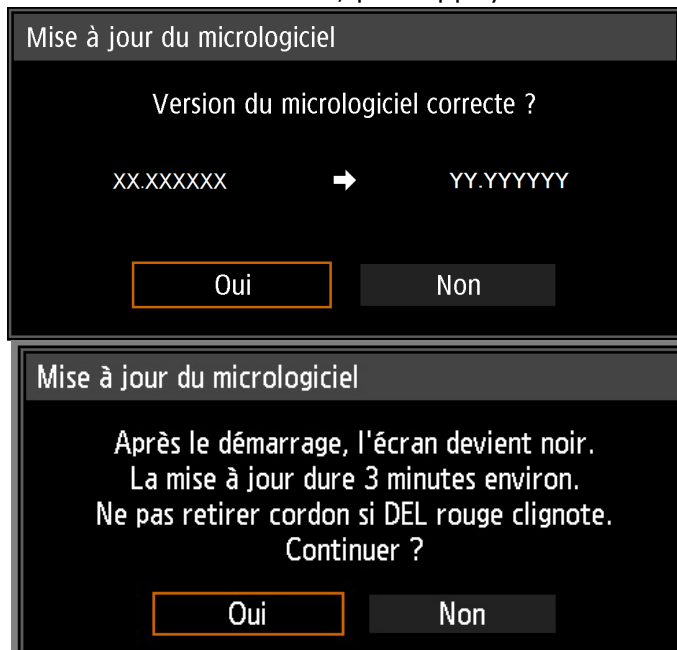 Mise à jour du micrologiciel
Version du micrologiciel correcte ?
XX.XXXXXX ➡ YY.YYYYYY
Oui Non
Mise à jour du micrologiciel
Après le démarrage, l'écran devient noir.
La mise à jour dure 3 minutes environ.
Ne pas retirer cordon si DEL rouge clignote.
Continuer ?
Oui Non